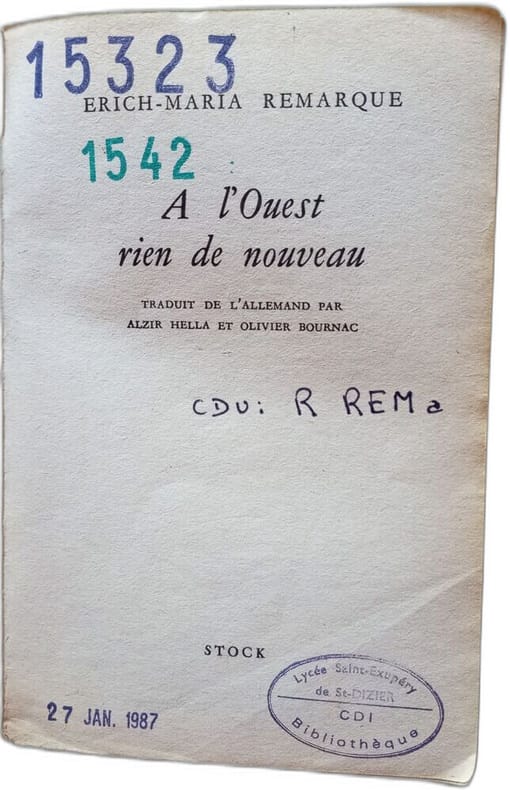 15323
ERICH-MARIA REMARQUE
1542
A l'Ouest
rien de nouveau
TRADUIT DE L'ALLEMAND PAR
ALZIR HELLA ET OLIVIER BOURNAC
CDU: R REMa
STOCK
27 JAN. 1987
Lycée Saint-Exupéry
de St-DIZIER
CDI
Bibliothèque